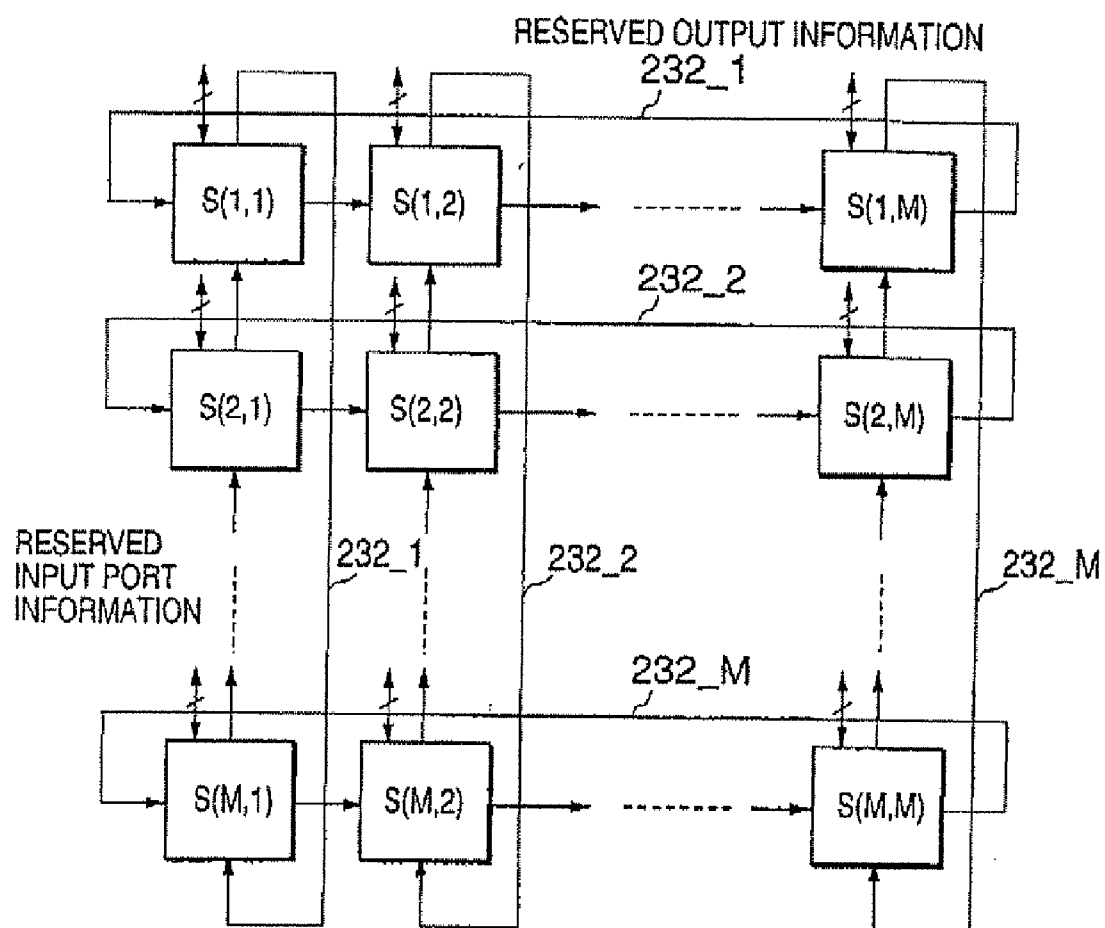 RESERVED OUTPUT INFORMATION
232_1
S(1,1)
S(1,2)
S(1,M)
232_2
S(2,1)
S(2,2)
S(2,M)
RESERVED
INPUT PORT
INFORMATION
232_1
232_2
232_M
232_M
S(M,1)
S(M,2)
S(M,M)